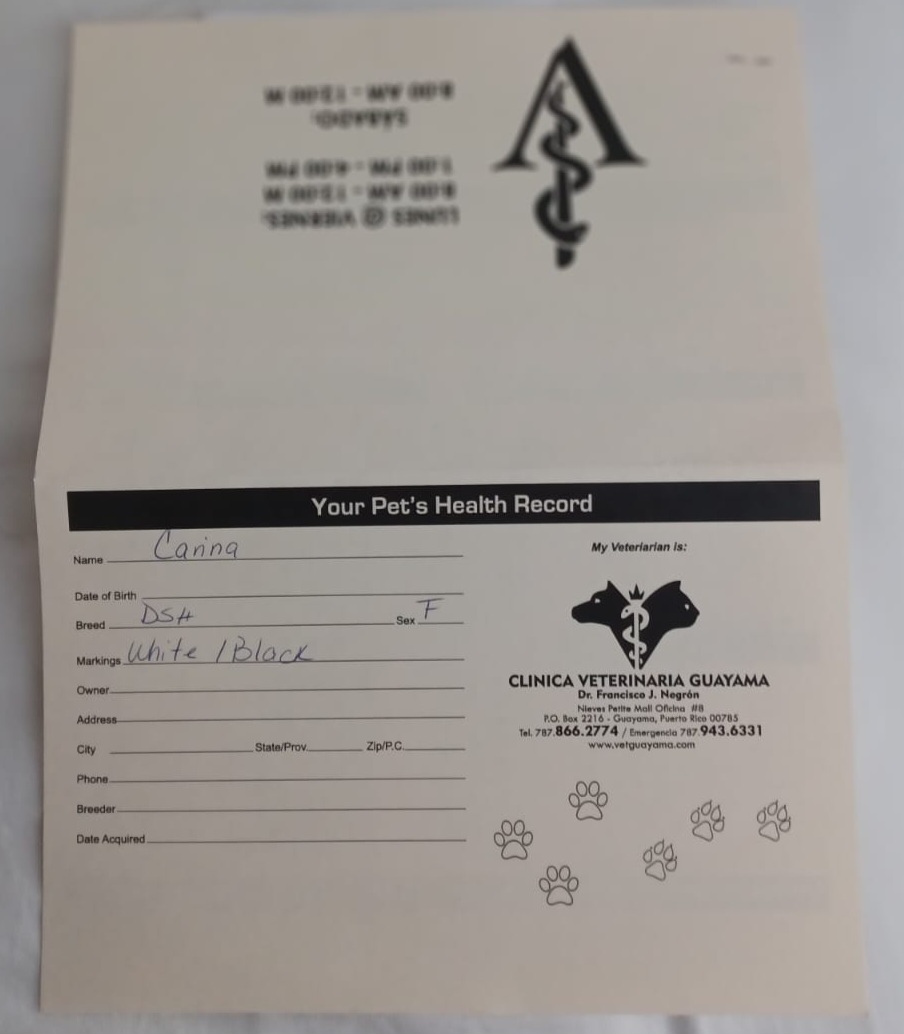 LUNES @ VIERNES:
8:00 AM - 12:00 M
1:00 PM - 4:00 PM
SABADO:
8:00 AM - 12:00 M
Your Pet's Health Record
Name Carina
Date of Birth
Breed DSH Sex F
Markings White / Black
Owner
Address
City State/Prov. Zip/P.C.
Phone
Breeder
Date Acquired
My Veteriarian is:
CLINICA VETERINARIA GUAYAMA
Dr. Francisco J. Negrón
Nieves Petite Mall Oficina #8
P.O. Box 2216 - Guayama, Puerto Rico 00785
Tel. 787.866.2774 / Emergencia 787.943.6331
www.vetguayama.com